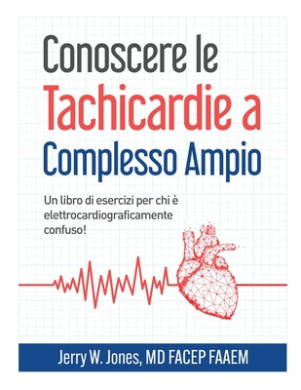 Conoscere le
Tachicardie a
Complesso Ampio
Un libro di esercizi per chi è
elettrocardiograficamente
confuso!
Jerry W. Jones, MD FACEP FAAEM